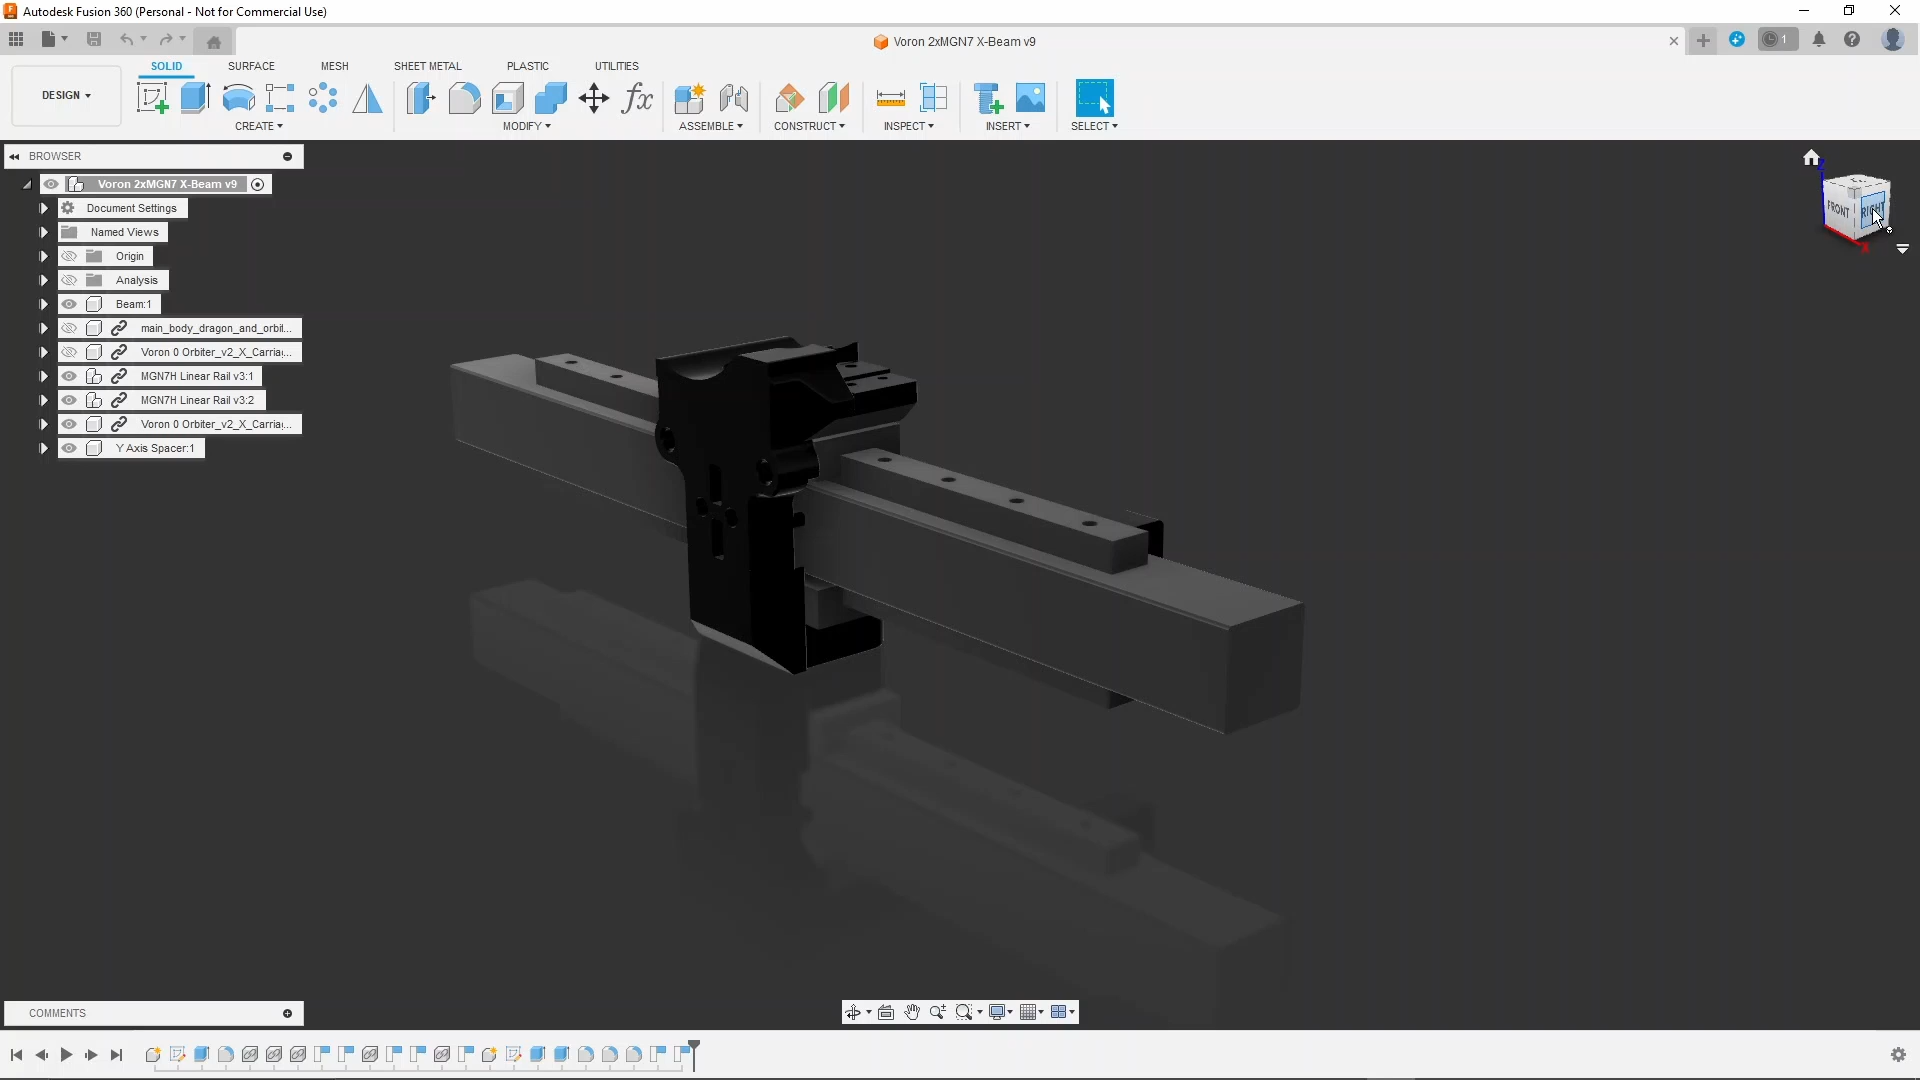 Autodesk Fusion 360 (Personal - Not for Commercial Use)
Voron 2xMGN7 X-Beam v9
1
SOLID
SURFACE
MESH
SHEET METAL
PLASTIC
UTILITIES
DESIGN
CREATE
MODIFY
ASSEMBLE
CONSTRUCT
INSPECT
INSERT
SELECT
BROWSER
Voron 2xMGN7 X-Beam v9
Document Settings
Named Views
Origin
Analysis
Beam:1
main_body_dragon_and_orbit...
Voron 0 Orbiter_v2_X_Carria...
MGN7H Linear Rail v3:1
MGN7H Linear Rail v3:2
Voron 0 Orbiter_v2_X_Carria...
Y Axis Spacer:1
Z
FRONT
RIGHT
X
COMMENTS